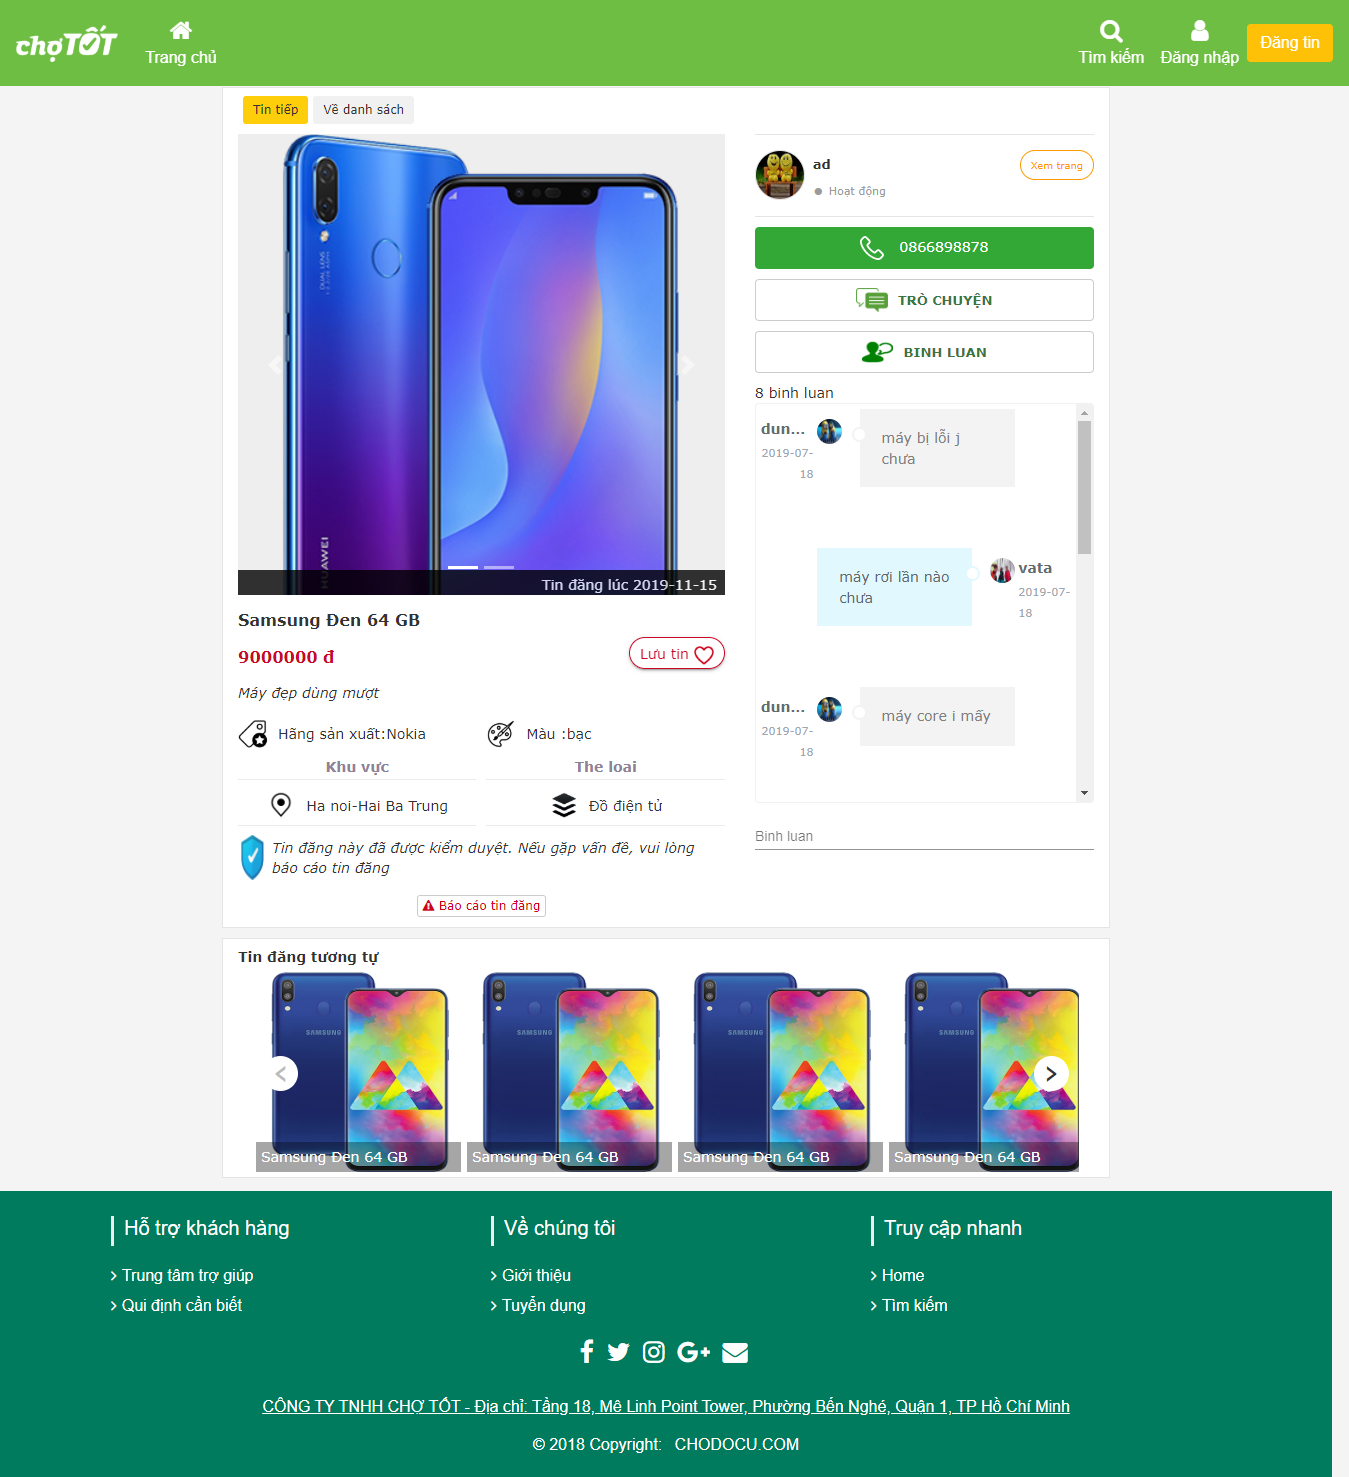 chợTỐT
Trang chủ
Tìm kiếm
Đăng nhập
Đăng tin
Tin tiếp
Về danh sách
DUAL LENS
HUAWEI
Tin đăng lúc 2019-11-15
Samsung Đen 64 GB
9000000 đ
Lưu tin
Máy đẹp dùng mượt
Hãng sản xuất:Nokia
Màu :bạc
Khu vực
The loai
Ha noi-Hai Ba Trung
Đồ điện tử
Tin đăng này đã được kiểm duyệt. Nếu gặp vấn đề, vui lòng
báo cáo tin đăng
Báo cáo tin đăng
ad
Hoạt động
Xem trang
0866898878
TRÒ CHUYỆN
BINH LUAN
8 binh luan
dun...
2019-07-
18
máy bị lỗi j
chưa
máy rơi lần nào
chưa
vata
2019-07-
18
dun...
2019-07-
18
máy core i mấy
Binh luan
Tin đăng tương tự
SAMSUNG
SAMSUNG
SAMSUNG
SAMSUNG
Samsung Đen 64 GB
Samsung Đen 64 GB
Samsung Đen 64 GB
Samsung Đen 64 GB
Hỗ trợ khách hàng
Trung tâm trợ giúp
Qui định cần biết
Về chúng tôi
Giới thiệu
Tuyển dụng
Truy cập nhanh
Home
Tìm kiếm
CÔNG TY TNHH CHỢ TỐT - Địa chỉ: Tầng 18, Mê Linh Point Tower, Phường Bến Nghé, Quận 1, TP Hồ Chí Minh
© 2018 Copyright: CHODOCU.COM